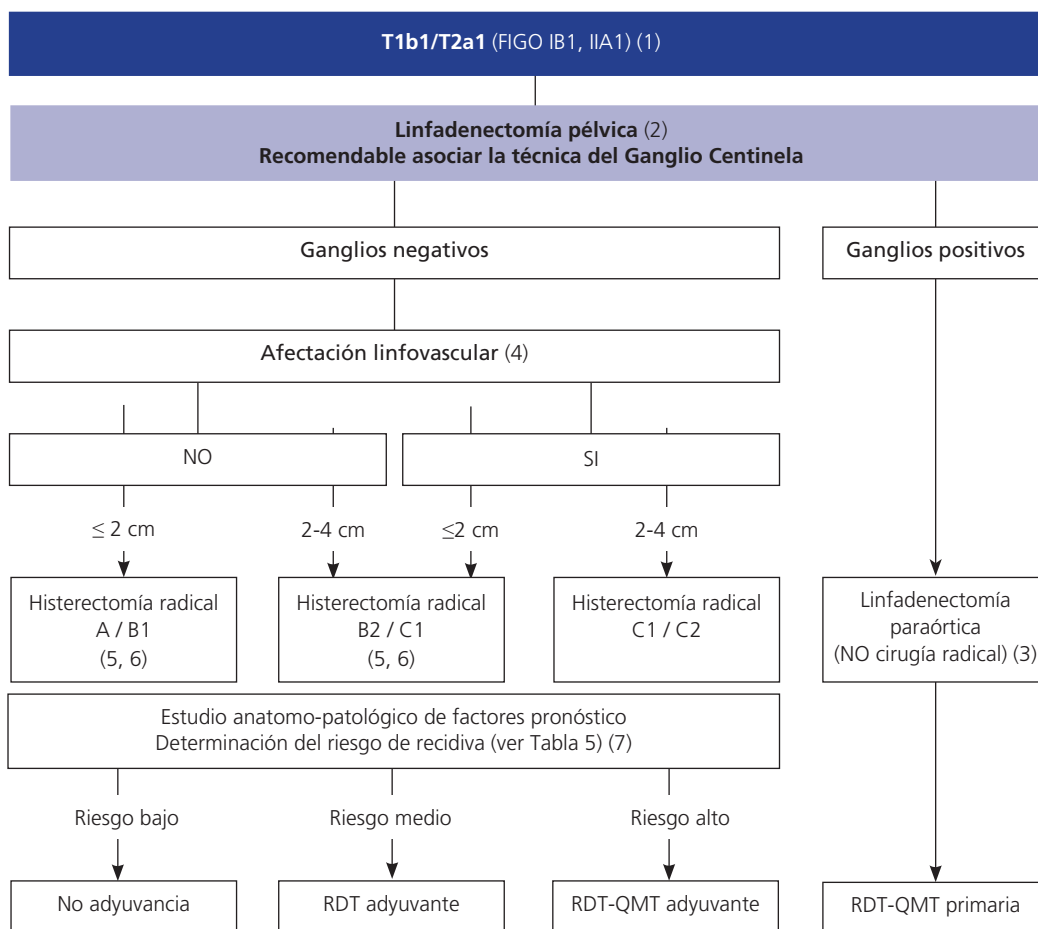 T1b1/T2a1 (FIGO IB1, IIA1) (1)
Linfadenectomía pélvica (2)
Recomendable asociar la técnica del Ganglio Centinela
Ganglios negativos
Ganglios positivos
Afectación linfovascular (4)
NO
SI
≤ 2 cm
2-4 cm
≤2 cm
2-4 cm
Histerectomía radical
A / B1
(5, 6)
Histerectomía radical
B2 / C1
(5, 6)
Histerectomía radical
C1 / C2
Linfadenectomía
paraórtica
(NO cirugía radical) (3)
Estudio anatomo-patológico de factores pronóstico
Determinación del riesgo de recidiva (ver Tabla 5) (7)
Riesgo bajo
Riesgo medio
Riesgo alto
No adyuvancia
RDT adyuvante
RDT-QMT adyuvante
RDT-QMT primaria